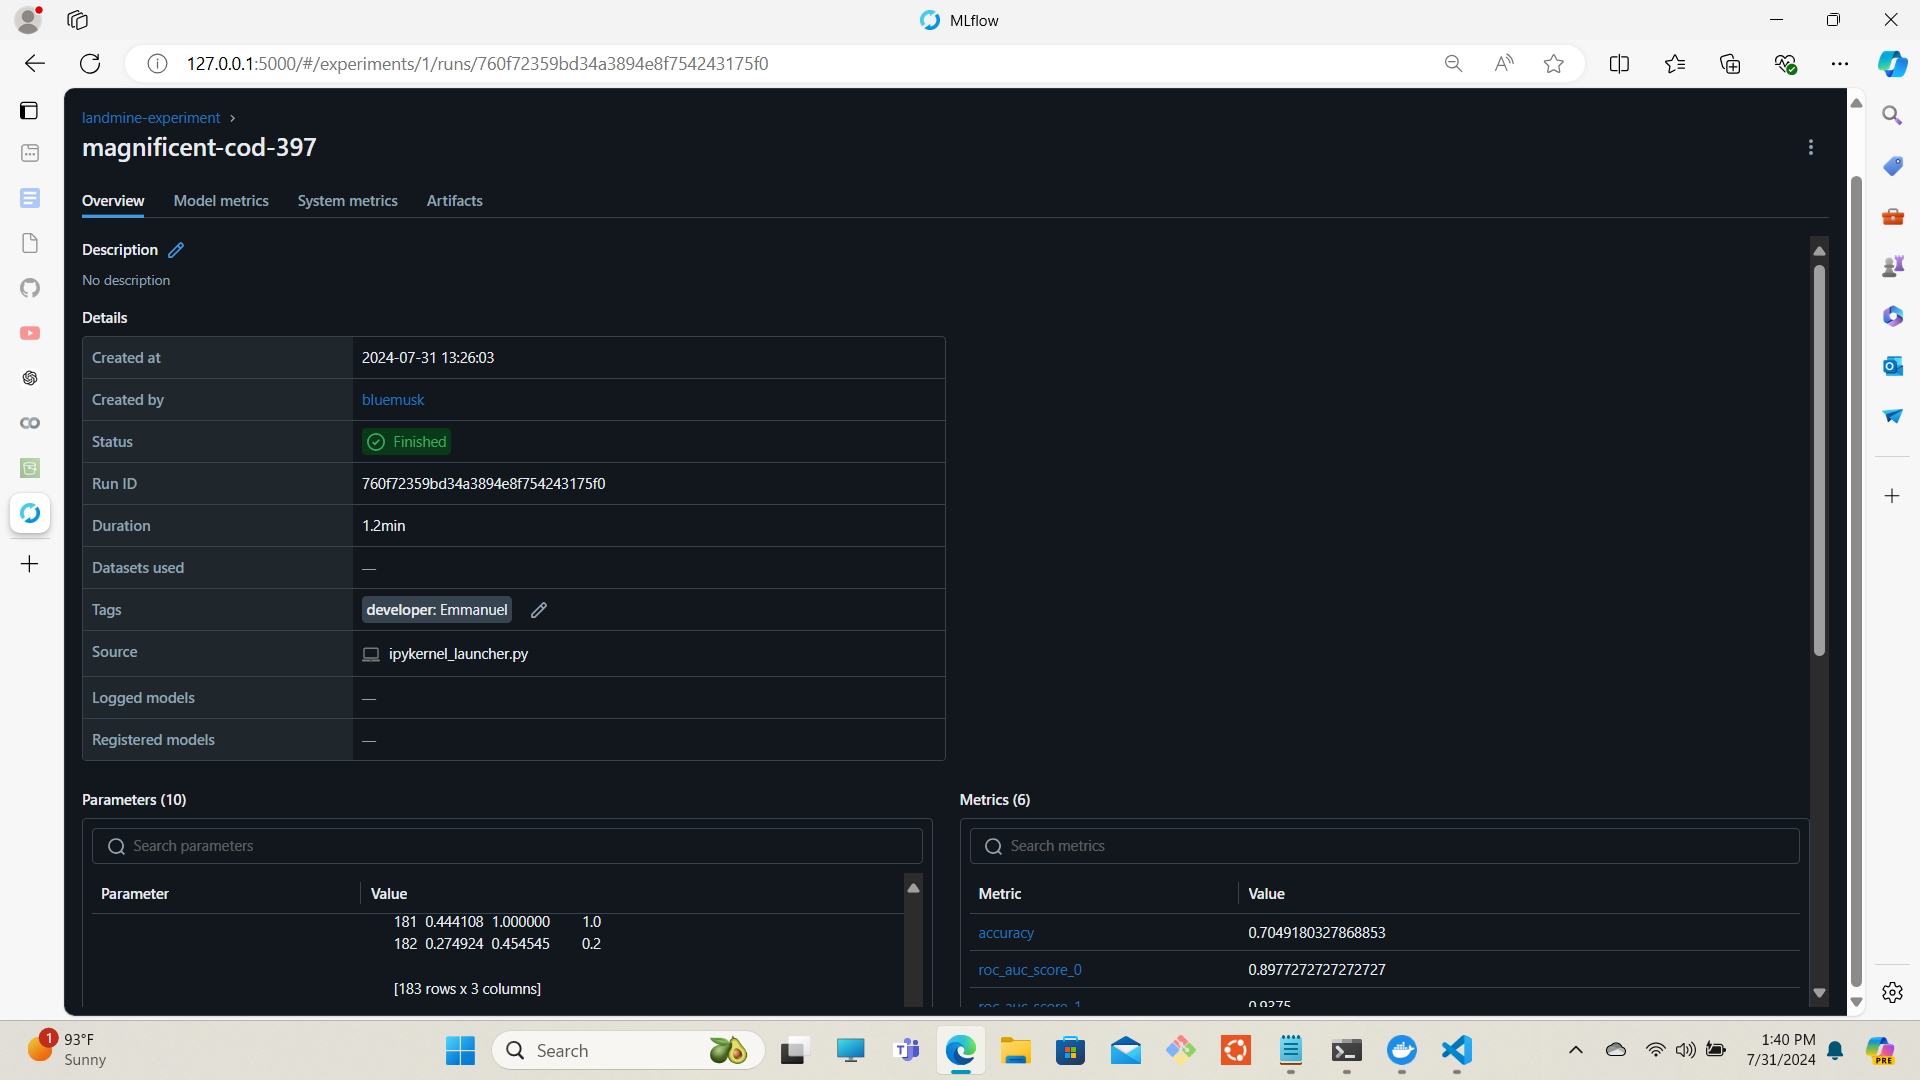 MLflow
127.0.0.1:5000/#/experiments/1/runs/760f72359bd34a3894e8f754243175f0
landmine-experiment
magnificent-cod-397
Overview Model metrics System metrics Artifacts
Description
No description
Details
Created at 2024-07-31 13:26:03
Created by bluemusk
Status Finished
Run ID 760f72359bd34a3894e8f754243175f0
Duration 1.2min
Datasets used —
Tags developer: Emmanuel
Source ipykernel_launcher.py
Logged models —
Registered models —
Parameters (10)
Search parameters
Parameter Value
181 0.444108 1.000000 1.0
182 0.274924 0.454545 0.2
[183 rows x 3 columns]
Metrics (6)
Search metrics
Metric Value
accuracy 0.7049180327868853
roc_auc_score_0 0.8977272727272727
roc_auc_score_1 0.9375
1
93°F
Sunny
Search
1:40 PM
7/31/2024
PRE